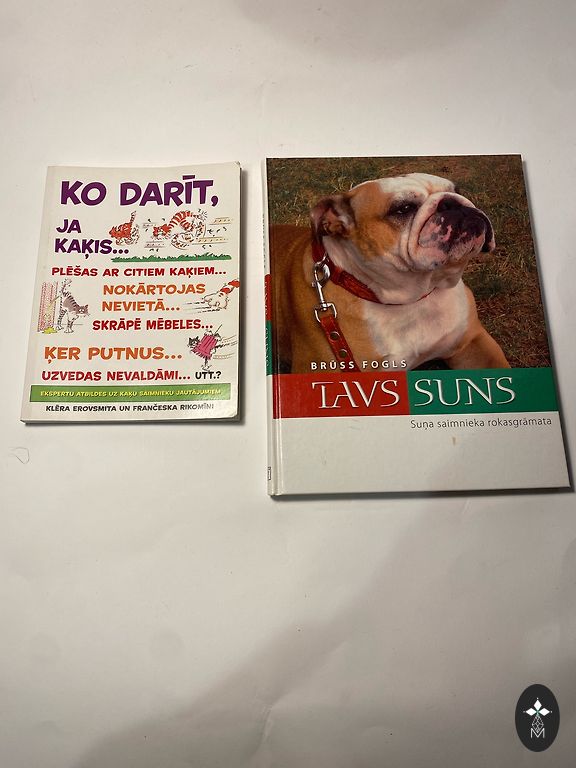 KO DARĪT,
JA
KAĶIS...
PLĒŠAS AR CITIEM KAĶIEM...
NOKĀRTOJAS
NEVIETĀ...
SKRĀPĒ MĒBELES...
ĶER PUTNUS...
UZVEDAS NEVALDĀMI... UTT.?
EKSPERTU ATBILDES UZ KAĶU SAIMNIEKU JAUTĀJUMIEM
KLĒRA EROVSMITA UN FRANČESKA RIKOMĪNI
BRŪSS FOGLS
TAVS SUNS
Suņa saimnieka rokasgrāmata
M